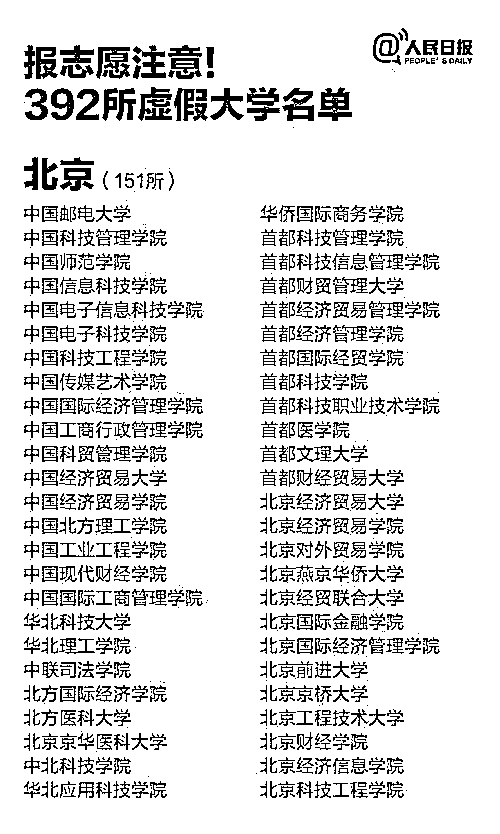 @人民日报
PEOPLE'S DAILY
报志愿注意!
392所虚假大学名单
北京（151所）
中国邮电大学
中国科技管理学院
中国师范学院
中国信息科技学院
中国电子信息科技学院
中国电子科技学院
中国科技工程学院
中国传媒艺术学院
中国国际经济管理学院
中国工商行政管理学院
中国科贸管理学院
中国经济贸易大学
中国经济贸易学院
中国北方理工学院
中国工业工程学院
中国现代财经学院
中国国际工商管理学院
华北科技大学
华北理工学院
中联司法学院
北方国际经济学院
北方医科大学
北京京华医科大学
中北科技学院
华北应用科技学院
华侨国际商务学院
首都科技管理学院
首都科技信息管理学院
首都财贸管理大学
首都经济贸易管理学院
首都经济管理学院
首都国际经贸学院
首都科技学院
首都科技职业技术学院
首都医学院
首都文理大学
首都财经贸易大学
北京经济贸易大学
北京经济贸易学院
北京对外贸易学院
北京燕京华侨大学
北京经贸联合大学
北京国际金融学院
北京国际经济管理学院
北京前进大学
北京京桥大学
北京工程技术大学
北京财经学院
北京经济信息学院
北京科技工程学院